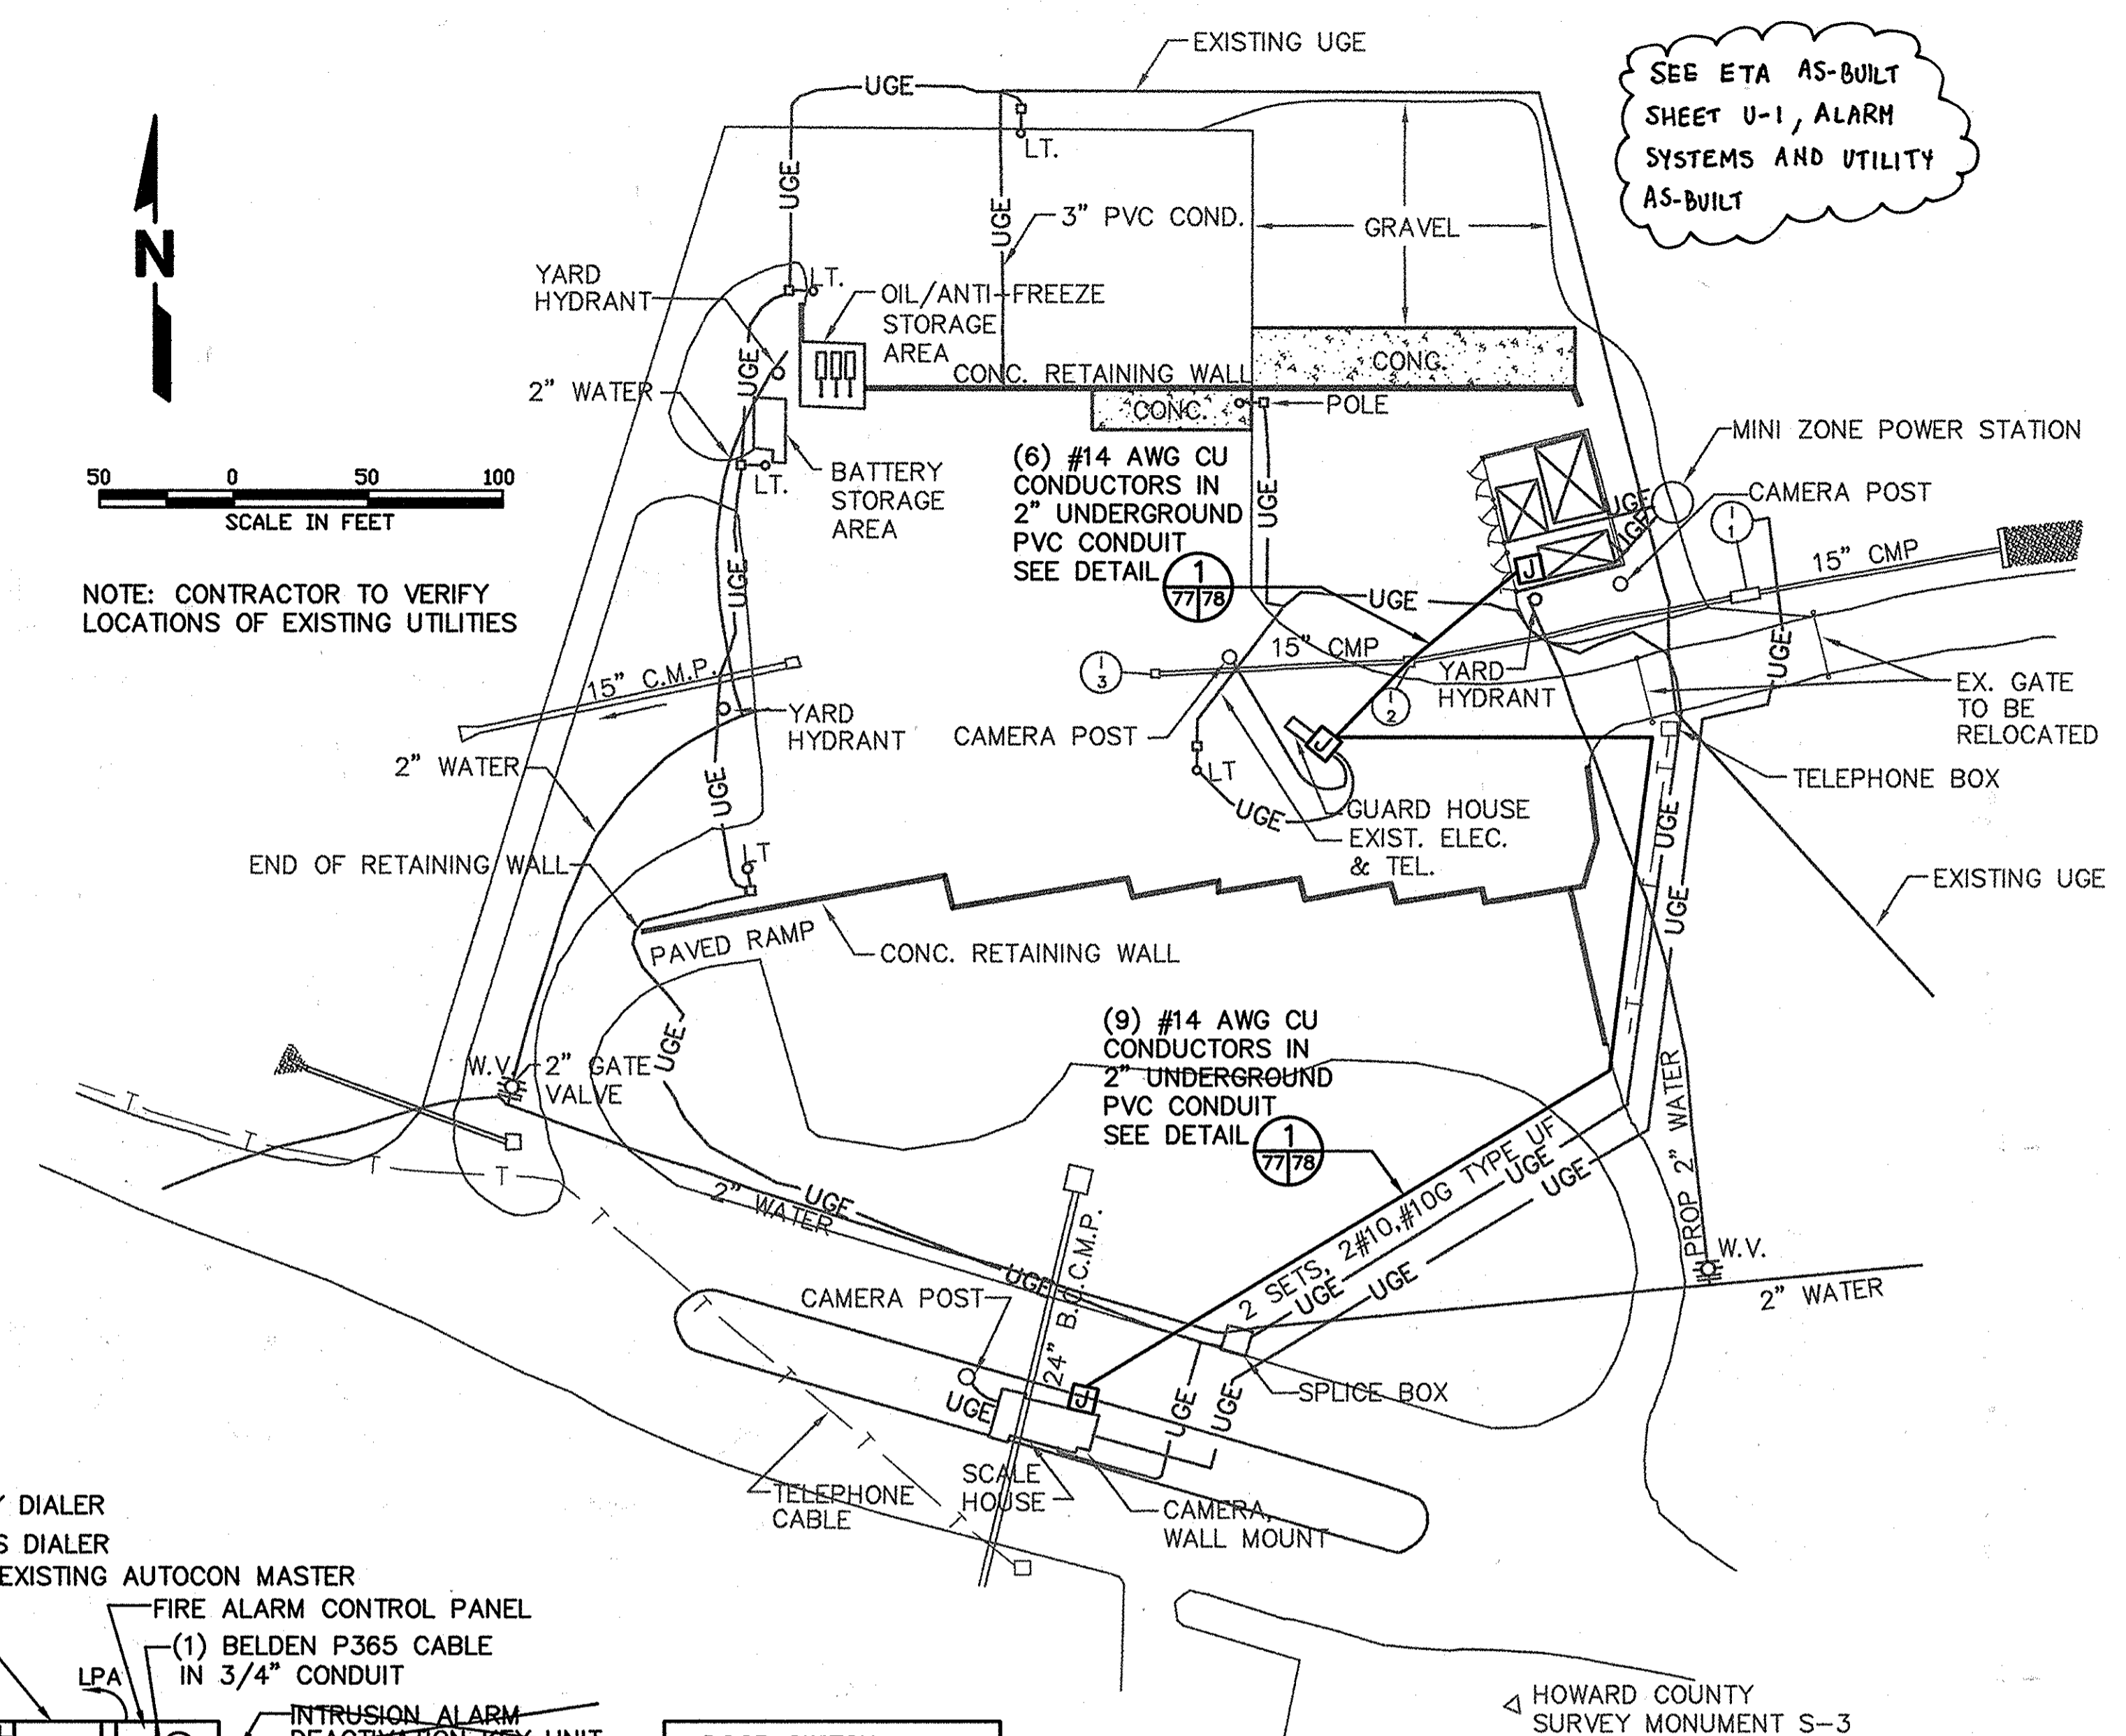 EXISTING UGE
SEE ETA AS-BUILT
SHEET U-1, ALARM
SYSTEMS AND UTILITY
AS-BUILT
UGE
LT.
UGE
UGE
3" PVC COND.
GRAVEL
N
YARD
HYDRANT
LT.
OIL/ANTI-FREEZE
STORAGE
AREA
UGE
CONC. RETAINING WALL
CONC.
2" WATER
CONC.
POLE
MINI ZONE POWER STATION
50 0 50 100
SCALE IN FEET
LT.
BATTERY
STORAGE
AREA
(6) #14 AWG CU
CONDUCTORS IN
2" UNDERGROUND
PVC CONDUIT
SEE DETAIL
1
77 78
UGE
UGE
UGE
CAMERA POST
I
1
15" CMP
NOTE: CONTRACTOR TO VERIFY
LOCATIONS OF EXISTING UTILITIES
UGE
J
UGE
15" CMP
I
3
I
2
YARD
HYDRANT
UGE
15" C.M.P.
YARD
HYDRANT
CAMERA POST
J
EX. GATE
TO BE
RELOCATED
2" WATER
UGE
LT
UGE
GUARD HOUSE
EXIST. ELEC.
& TEL.
TELEPHONE BOX
T
UGE
T
UGE
T
END OF RETAINING WALL
LT
EXISTING UGE
PAVED RAMP
CONC. RETAINING WALL
UGE
(9) #14 AWG CU
CONDUCTORS IN
2" UNDERGROUND
PVC CONDUIT
SEE DETAIL
1
77 78
W.V.
2" GATE
VALVE
T
T
T
T
T
T
T
T
T
2" WATER
UGE
UGE
24" B.C.C.M.P.
2 SETS, 2#10,#10G TYPE UF
UGE
UGE
UGE
UGE
PROP 2" WATER
W.V.
2" WATER
CAMERA POST
UGE
J
UGE
UGE
SPLICE BOX
TELEPHONE
CABLE
SCALE
HOUSE
CAMERA,
WALL MOUNT
Y DIALER
S DIALER
EXISTING AUTOCON MASTER
FIRE ALARM CONTROL PANEL
(1) BELDEN P365 CABLE
IN 3/4" CONDUIT
LPA
INTRUSION ALARM
DEACTIVATION KEY UNIT
HOWARD COUNTY
SURVEY MONUMENT S-3